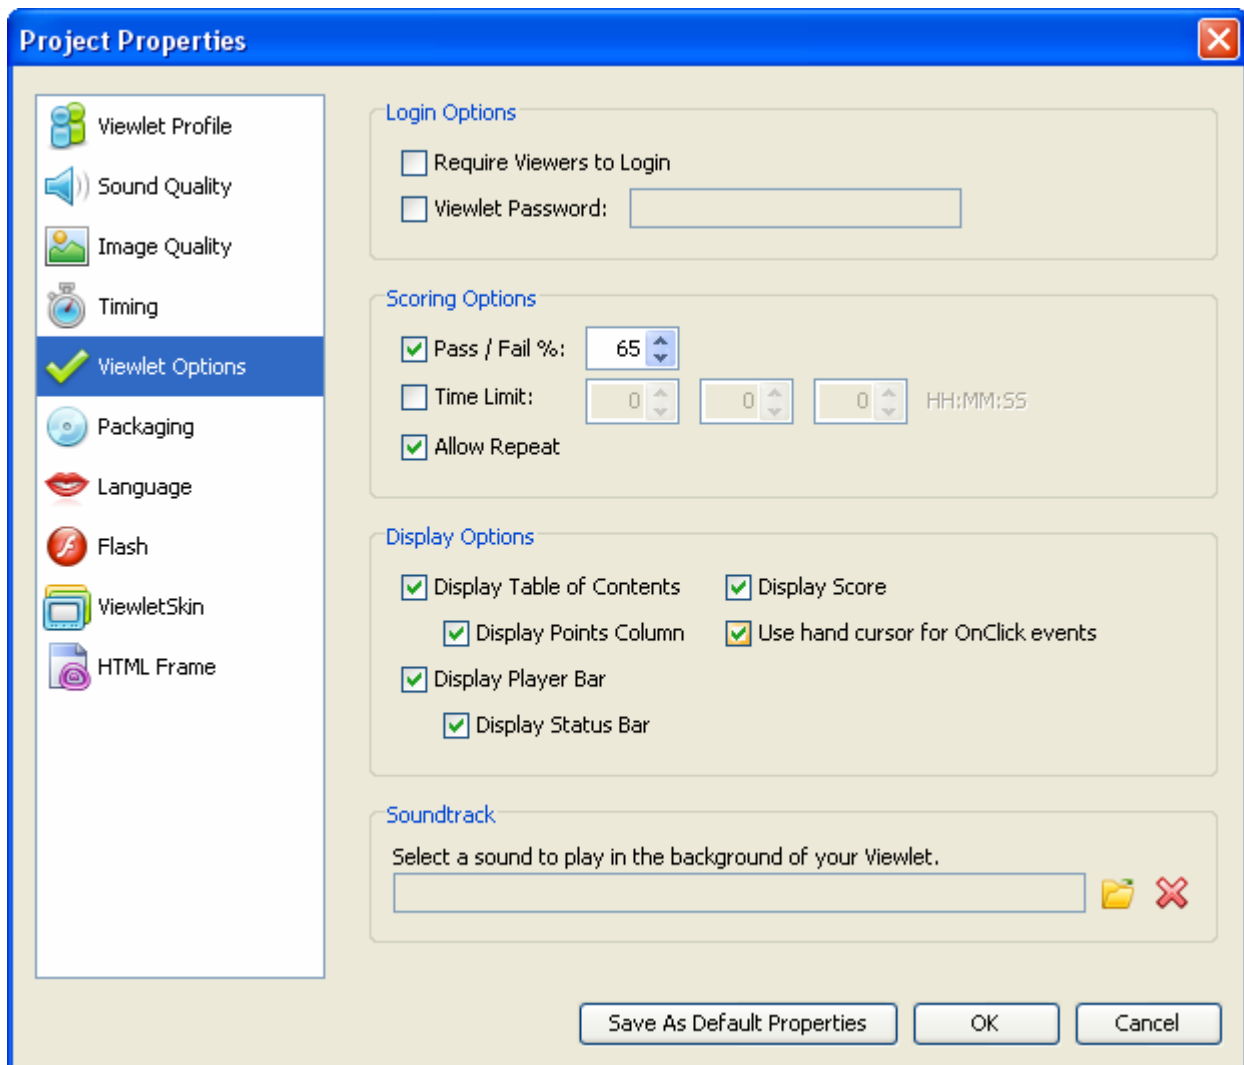 Project Properties
Viewlet Profile
Sound Quality
Image Quality
Timing
Viewlet Options
Packaging
Language
Flash
ViewletSkin
HTML Frame
Login Options
Require Viewers to Login
Viewlet Password:
Scoring Options
Pass / Fail %: 65
Time Limit: 0 0 0 HH:MM:SS
Allow Repeat
Display Options
Display Table of Contents Display Score
Display Points Column Use hand cursor for OnClick events
Display Player Bar
Display Status Bar
Soundtrack
Select a sound to play in the background of your Viewlet.
Save As Default Properties OK Cancel